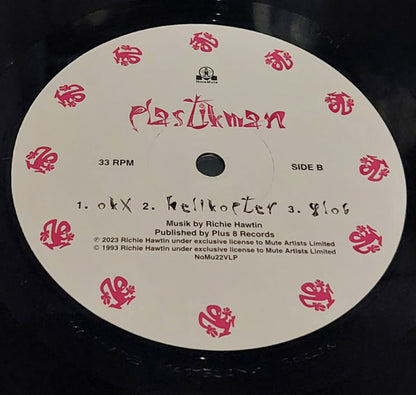 NovaMute
plastikman
33 RPM
SIDE B
1. okx 2. helikopter 3. glob
Musik by Richie Hawtin
Published by Plus 8 Records
℗ 2023 Richie Hawtin under exclusive license to Mute Artists Limited
© 1993 Richie Hawtin under exclusive license to Mute Artists Limited
NoMu22VLP